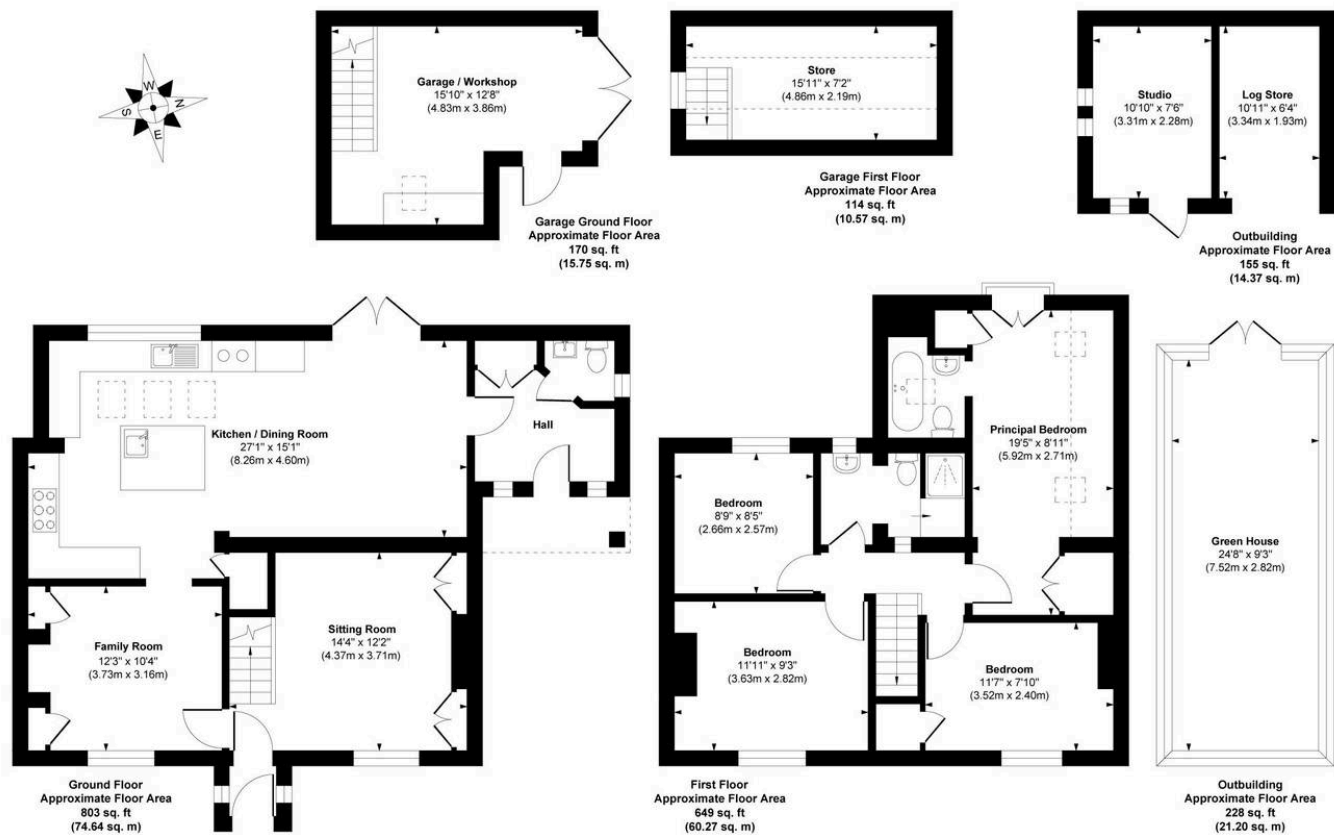 W
N
S
E
Garage / Workshop
15'10" x 12'8"
(4.83m x 3.86m)
Garage Ground Floor
Approximate Floor Area
170 sq. ft
(15.75 sq. m)
Store
15'11" x 7'2"
(4.86m x 2.19m)
Garage First Floor
Approximate Floor Area
114 sq. ft
(10.57 sq. m)
Studio
10'10" x 7'6"
(3.31m x 2.28m)
Log Store
10'11" x 6'4"
(3.34m x 1.93m)
Outbuilding
Approximate Floor Area
155 sq. ft
(14.37 sq. m)
Kitchen / Dining Room
27'1" x 15'1"
(8.26m x 4.60m)
Hall
Family Room
12'3" x 10'4"
(3.73m x 3.16m)
Sitting Room
14'4" x 12'2"
(4.37m x 3.71m)
Ground Floor
Approximate Floor Area
803 sq. ft
(74.64 sq. m)
Principal Bedroom
19'5" x 8'11"
(5.92m x 2.71m)
Bedroom
8'9" x 8'5"
(2.66m x 2.57m)
Bedroom
11'11" x 9'3"
(3.63m x 2.82m)
Bedroom
11'7" x 7'10"
(3.52m x 2.40m)
First Floor
Approximate Floor Area
649 sq. ft
(60.27 sq. m)
Green House
24'8" x 9'3"
(7.52m x 2.82m)
Outbuilding
Approximate Floor Area
228 sq. ft
(21.20 sq. m)